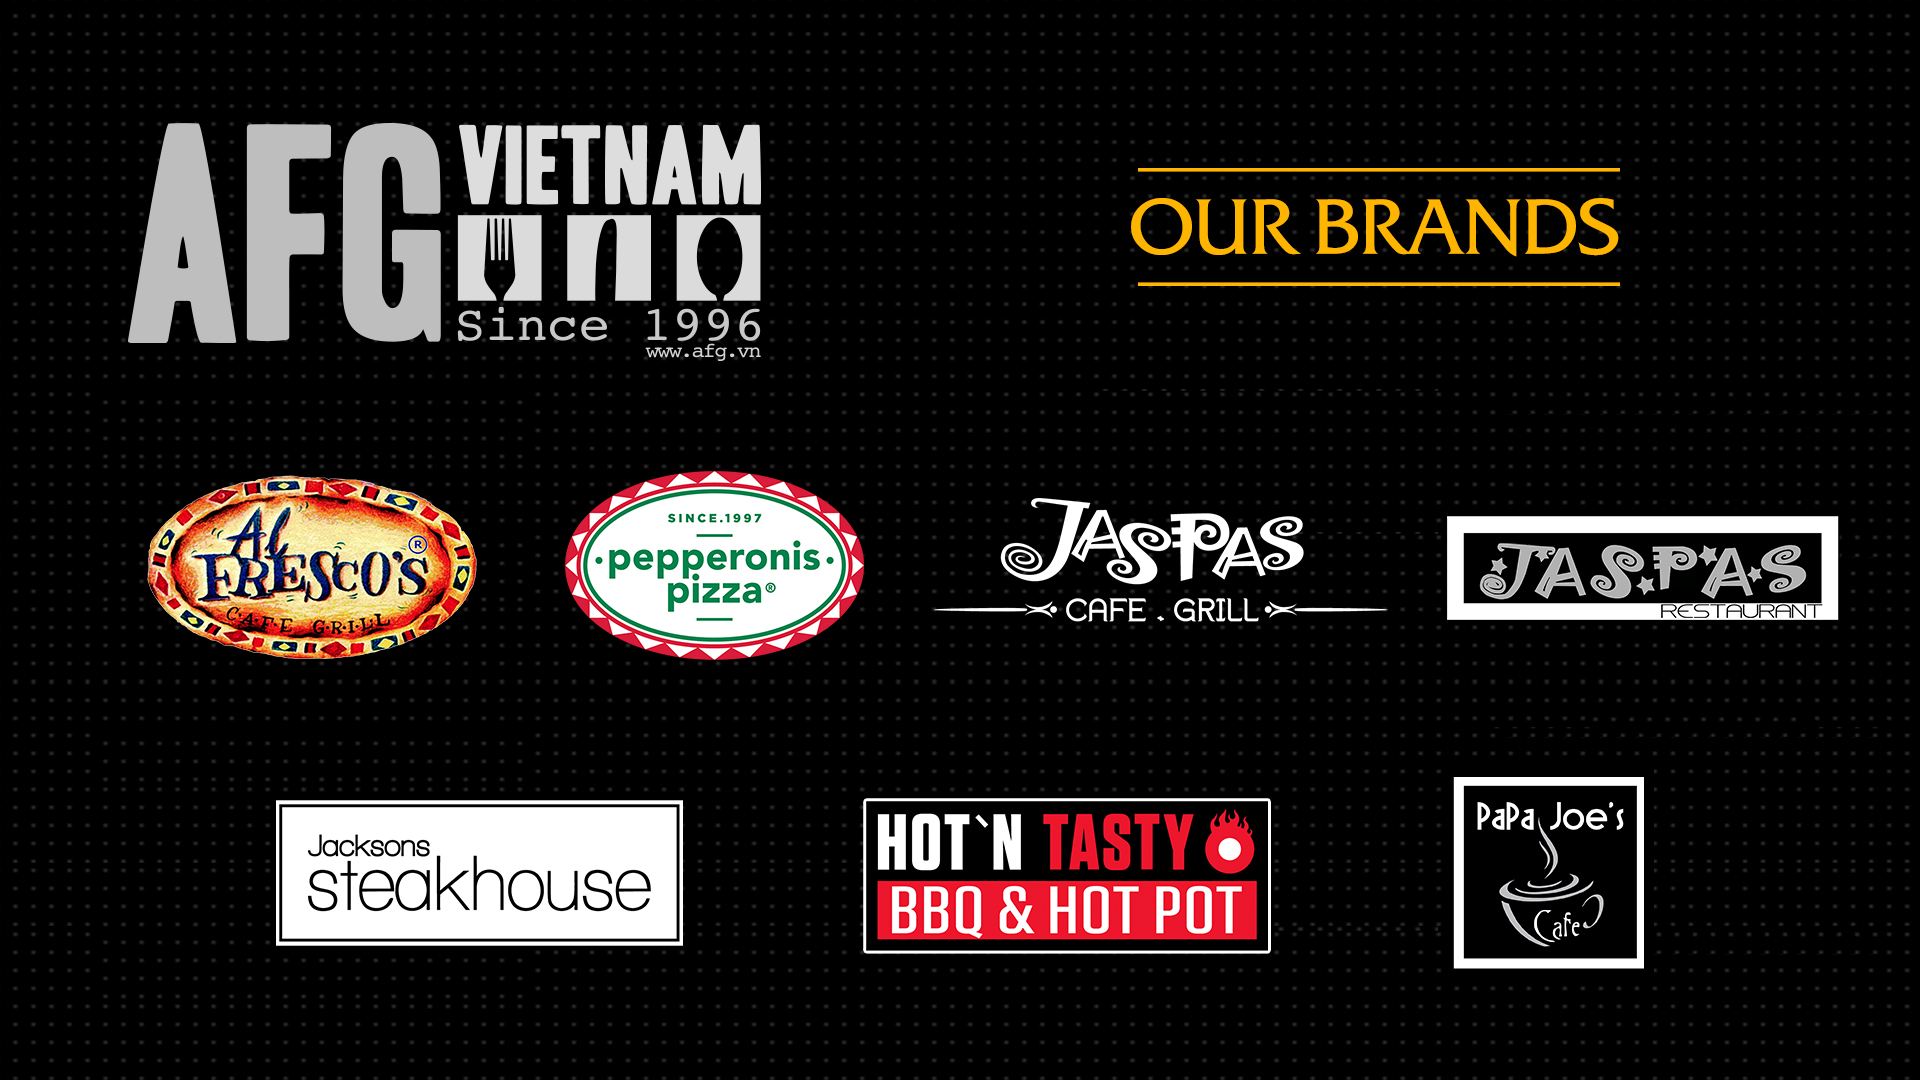 AFG VIETNAM
Since 1996
www.afg.vn
OUR BRANDS
AL
FRESCO'S®
CAFE GRILL
SINCE.1997
·pepperonis·
pizza®
JASPAS
CAFE . GRILL
JASPAS
RESTAURANT
Jacksons
steakhouse
HOT`N TASTY
BBQ & HOT POT
PaPa Joe's
Cafe